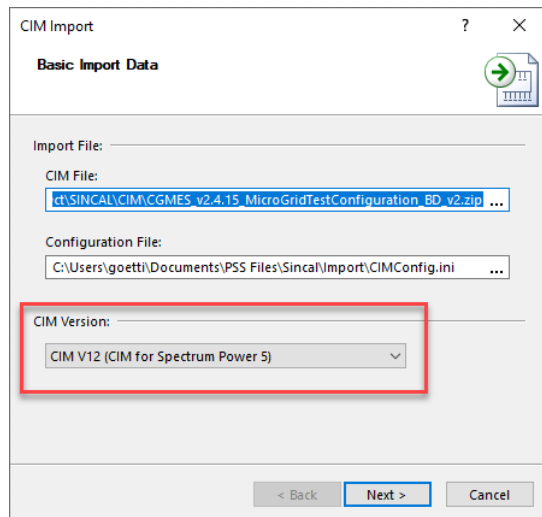 CIM Import
?
Basic Import Data
Import File:
CIM File:
ct\SINCAL\CIM\CGMES_v2.4.15_MicroGridTestConfiguration_BD_v2.zip ...
Configuration File:
C:\Users\goetti\Documents\PSS Files\Sincal\Import\CIMConfig.ini ...
CIM Version:
CIM V12 (CIM for Spectrum Power 5)
< Back Next > Cancel